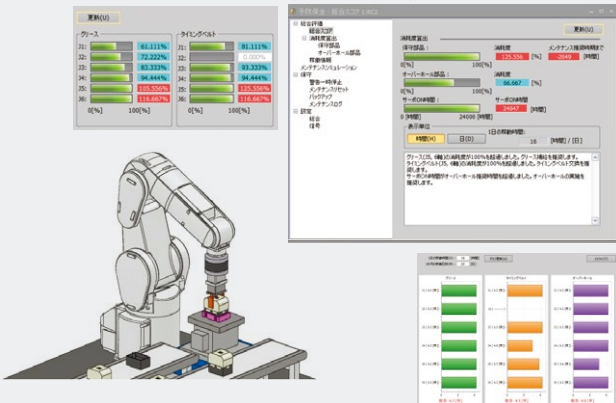 更新(U)
グリース
タイミングベルト
J1: 61.111%
J1: 81.111%
J2: 72.222%
J2: 0.000%
J3: 83.333%
J3: 93.333%
J4: 94.444%
J4: 94.444%
J5: 105.556%
J5: 125.556%
J6: 116.667%
J6: 116.667%
0[%] 100[%]
0[%] 100[%]
予防保全 - 総合スコア
総合評価
総合スコア
消耗度算出
保守部品
オーバーホール部品
稼働情報
メンテナンスシミュレーション
保守
警告一時停止
メンテナンスリセット
バックアップ
メンテナンスログ
設定
総合
信号
更新(U)
消耗度算出
保守部品:
消耗度
メンテナンス推奨時期まで
125.556 [%]
-2849 [時間]
0[%] 100[%]
オーバーホール部品:
消耗度
66.667 [%]
0[%] 100[%]
サーボON時間:
サーボON時間
24847 [時間]
0 [時間] 24000 [時間]
表示単位
時間(H)
日(D)
1日の稼動時間:
16 [時間] / [日]
グリース(J5, 6軸)の消耗度が100%を超過しました。グリース補給を推奨します。
タイミングベルト(J5, 6軸)の消耗度が100%を超過しました。タイミングベルト交換を推
奨します。
サーボON時間がオーバーホール推奨時間を超過しました。オーバーホールの実施を
推奨します。
グリース
タイミングベルト
オーバーホール